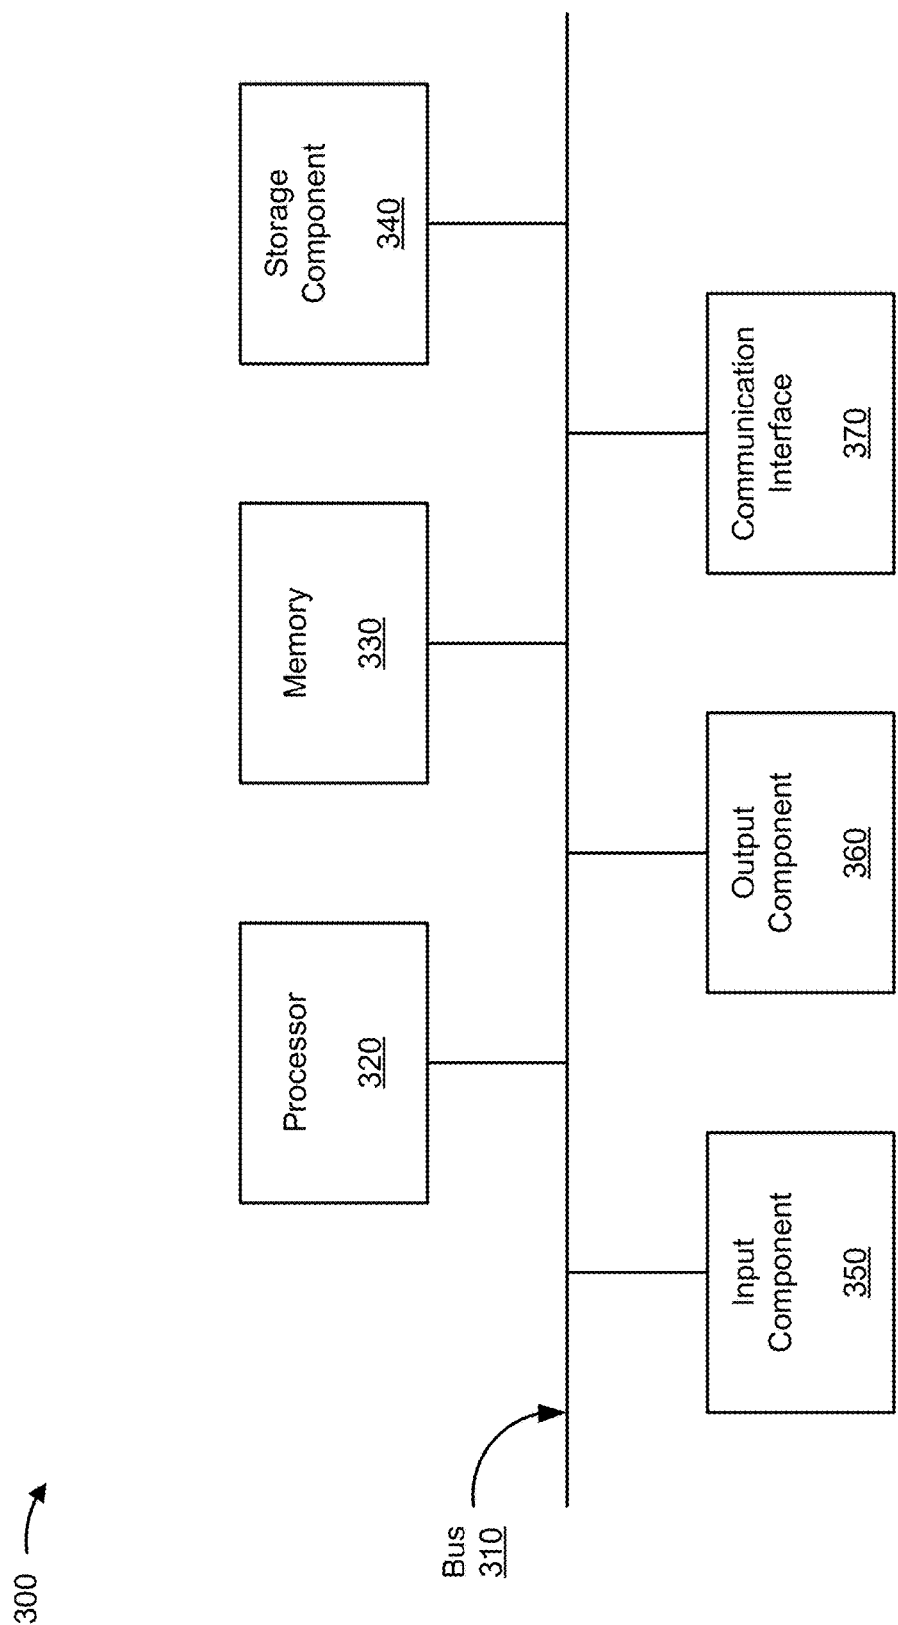 300
Processor
320
Memory
330
Storage
Component
340
Bus
310
Input
Component
350
Output
Component
360
Communication
Interface
370